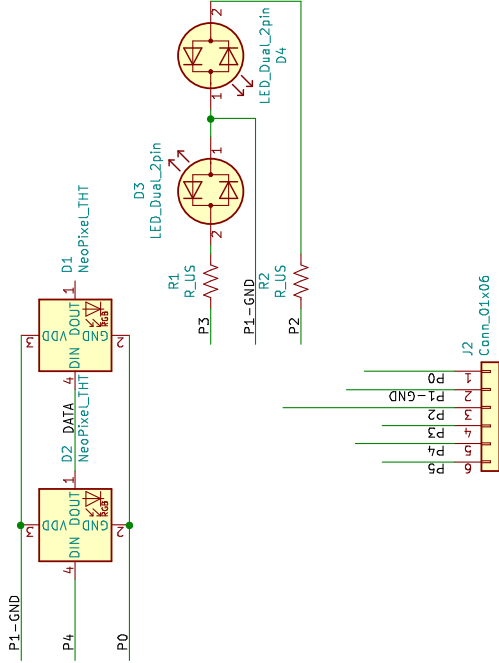 2
LED_Dual_2pin
D4
1
1
D3
LED_Dual_2pin
2
R1
R_US
R2
R_US
P3
P1-GND
P2
D1
NeoPixel_THT
1
DOUT
RGB
3
VDD
GND
2
DIN
4
DATA
D2
NeoPixel_THT
1
DOUT
RGB
3
VDD
GND
2
DIN
4
P1-GND
P4
P0
J2
Conn_01x06
P0
1
P1-GND
2
P2
3
P3
4
P4
5
P5
6